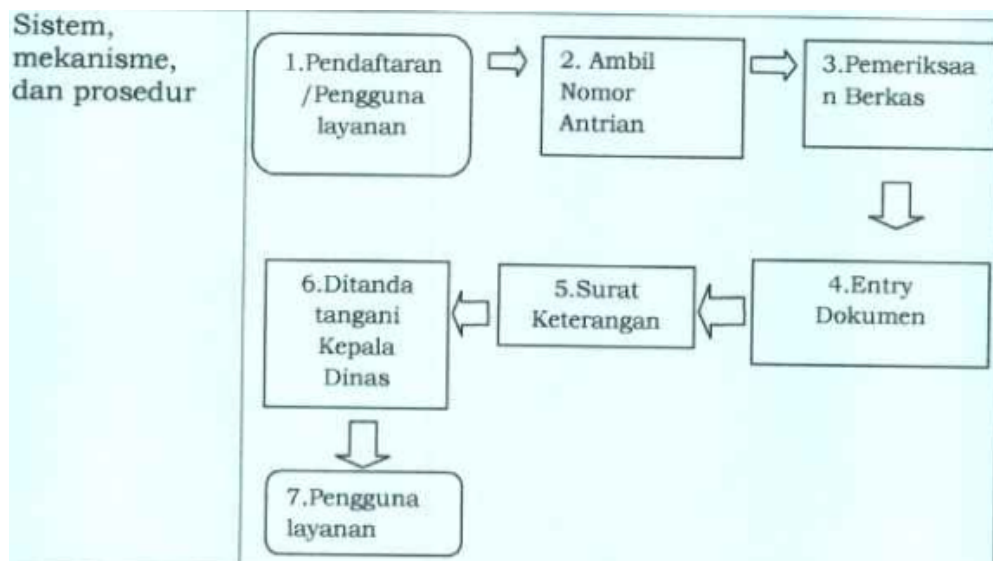 Sistem,
mekanisme,
dan prosedur
1.Pendaftaran
/Pengguna
layanan
2. Ambil
Nomor
Antrian
3.Pemeriksaa
n Berkas
4.Entry
Dokumen
5.Surat
Keterangan
6.Ditanda
tangani
Kepala
Dinas
7.Pengguna
layanan